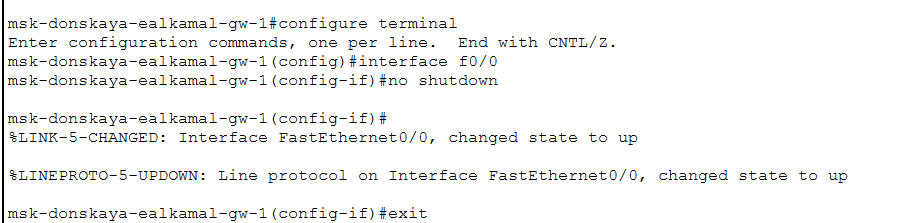 msk-donskaya-ealkamal-gw-1#configure terminal
Enter configuration commands, one per line.  End with CNTL/Z.
msk-donskaya-ealkamal-gw-1(config)#interface f0/0
msk-donskaya-ealkamal-gw-1(config-if)#no shutdown
msk-donskaya-ealkamal-gw-1(config-if)#
%LINK-5-CHANGED: Interface FastEthernet0/0, changed state to up
%LINEPROTO-5-UPDOWN: Line protocol on Interface FastEthernet0/0, changed state to up
msk-donskaya-ealkamal-gw-1(config-if)#exit